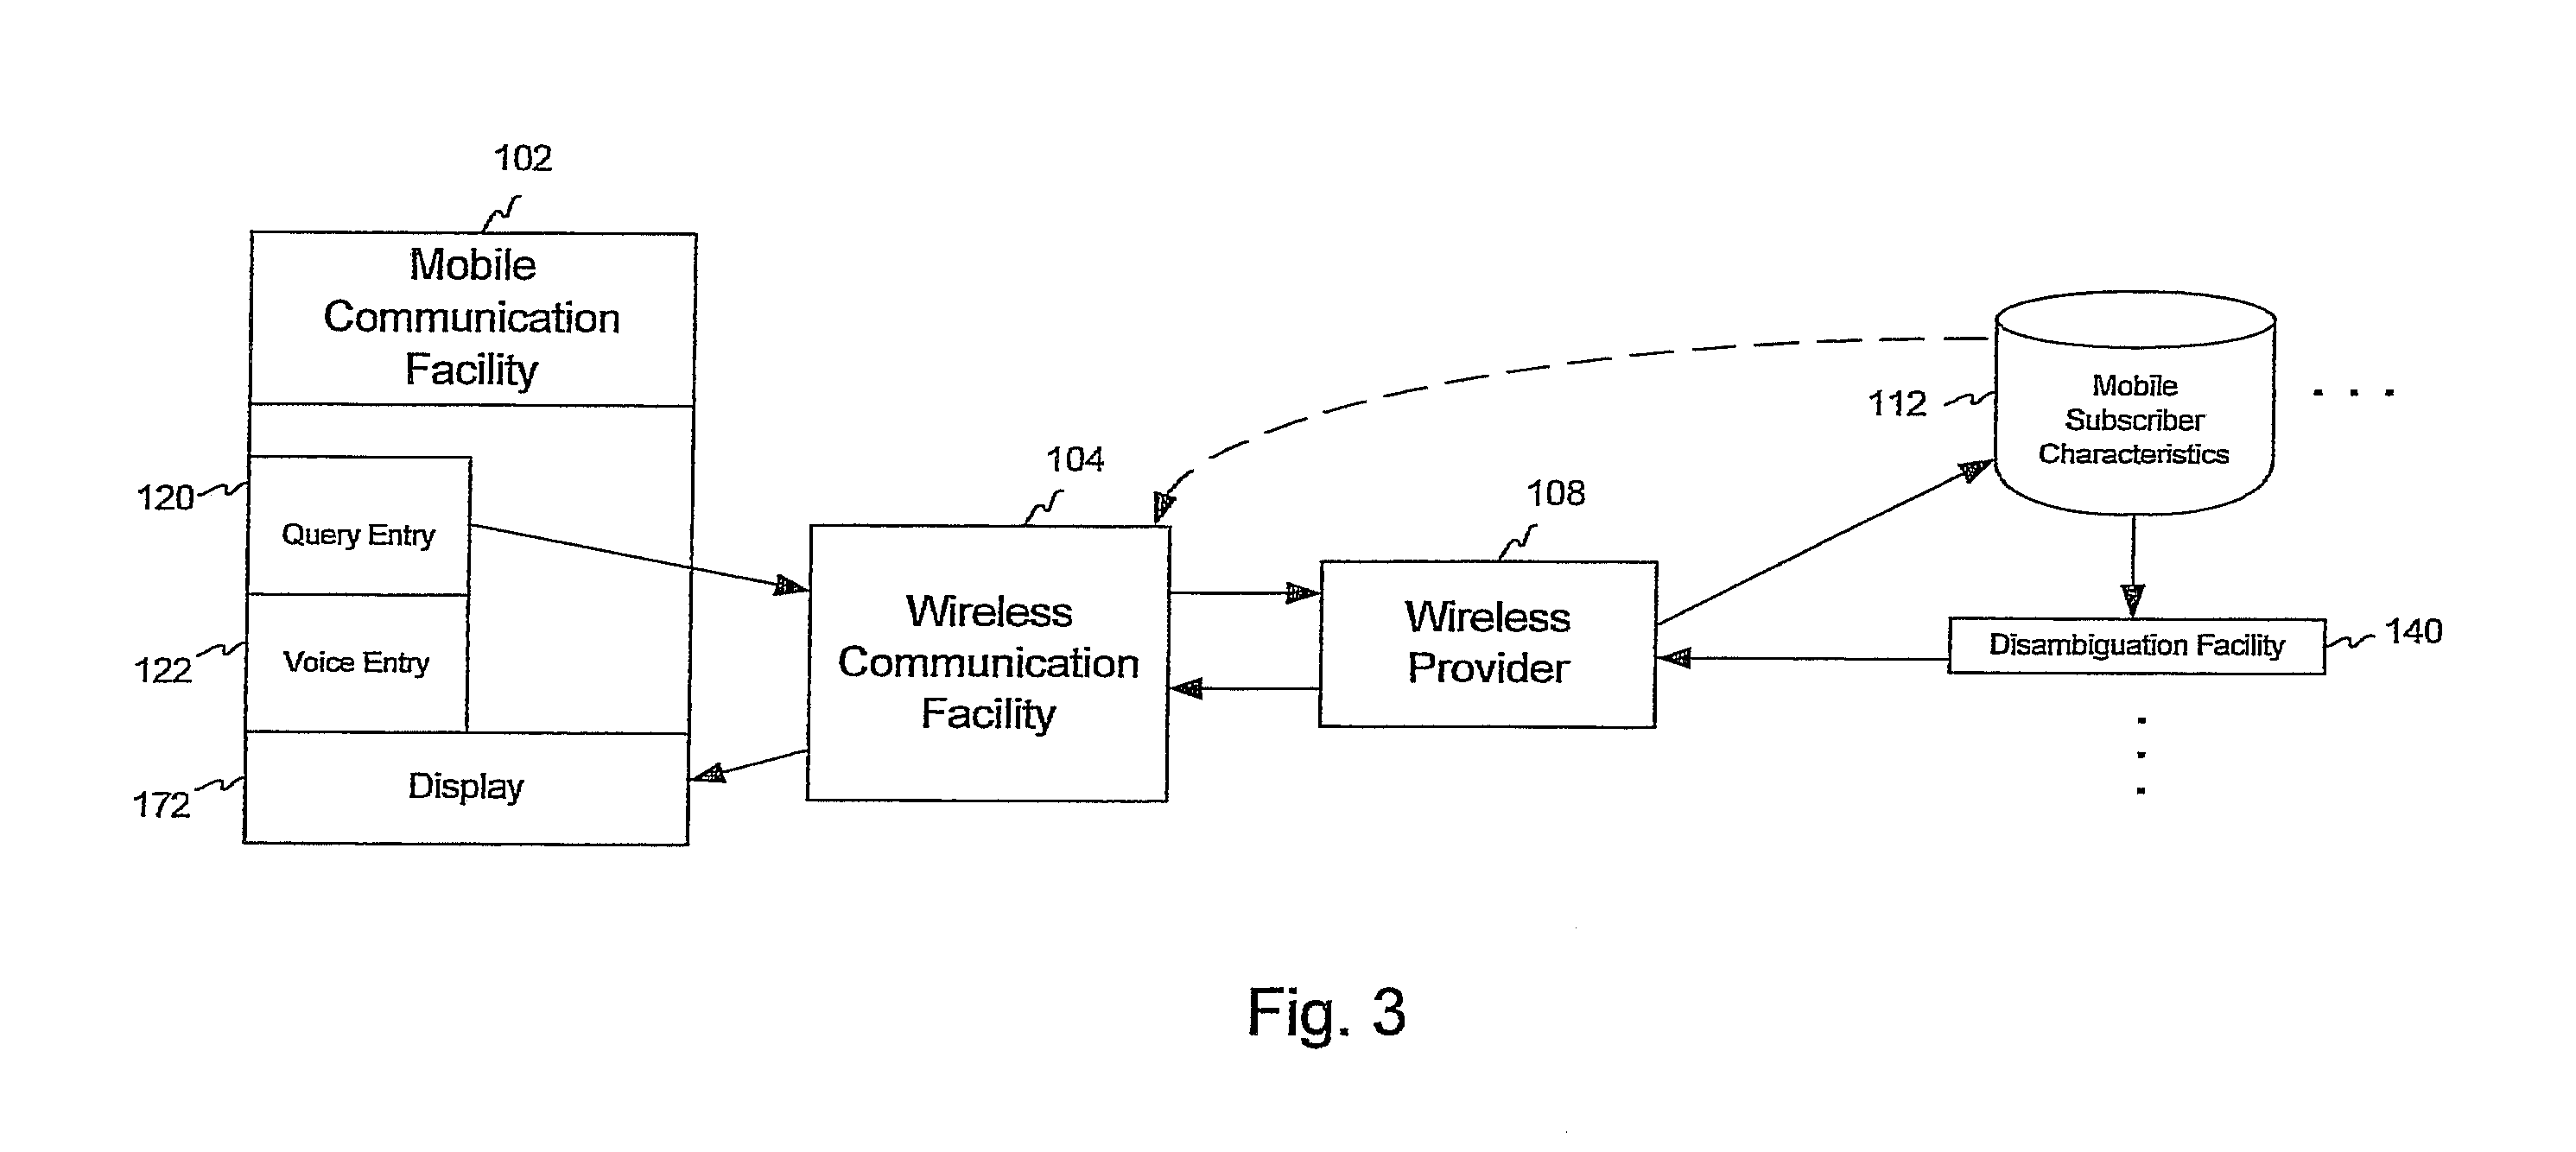 102
Mobile
Communication
Facility
120
Query Entry
122
Voice Entry
172
Display
104
Wireless
Communication
Facility
108
Wireless
Provider
112
Mobile
Subscriber
Characteristics
. . .
Disambiguation Facility
140
.
.
.
Fig. 3